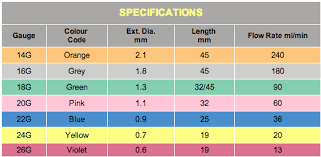 SPECIFICATIONS
Gauge Colour Code Ext. Dia. mm Length mm Flow Rate ml/min
14G Orange 2.1 45 240
16G Grey 1.8 45 180
18G Green 1.3 32/45 90
20G Pink 1.1 32 60
22G Blue 0.9 25 36
24G Yellow 0.7 19 20
26G Violet 0.6 19 13